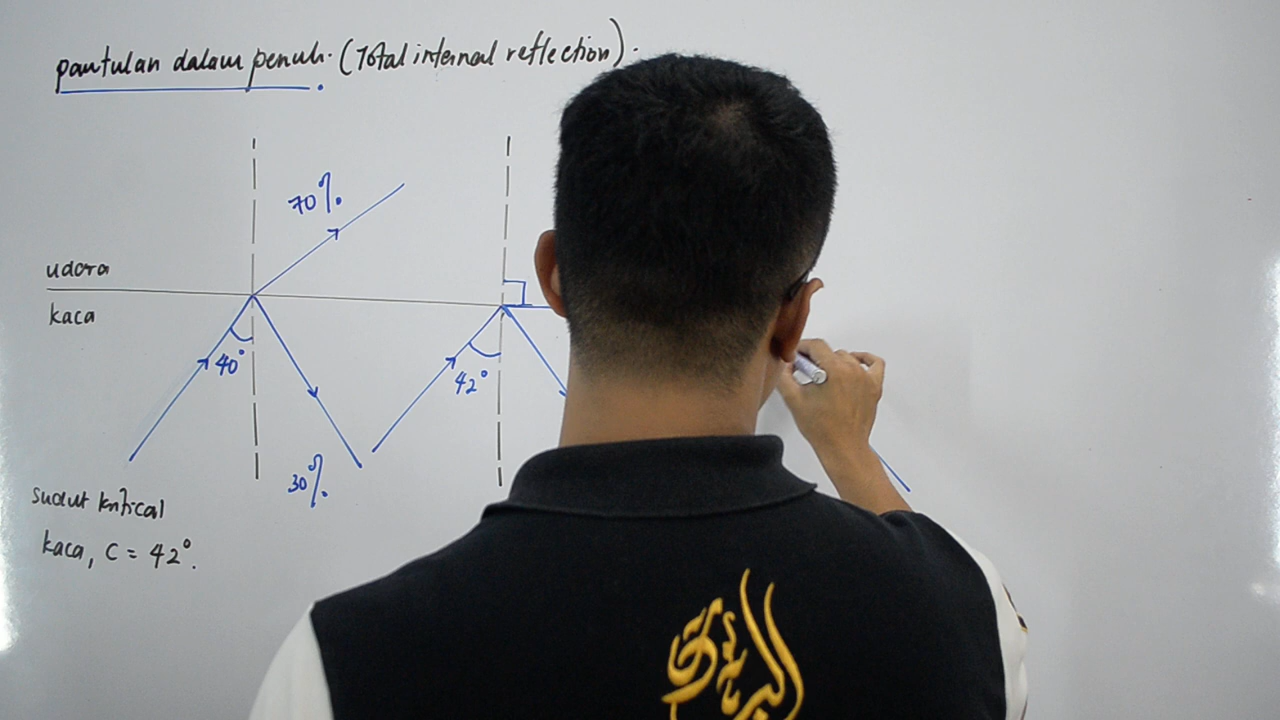 pantulan dalam penuh. (Total internal reflection).
70%.
udara
kaca
40°
42°
30%.
Sudut kritical
kaca, C = 42°.